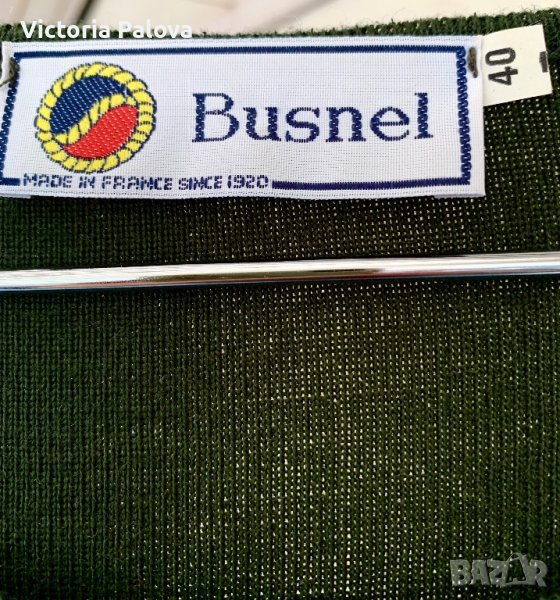 Victoria Palova
Busnel
MADE IN FRANCE SINCE 1920
40
BAZAR